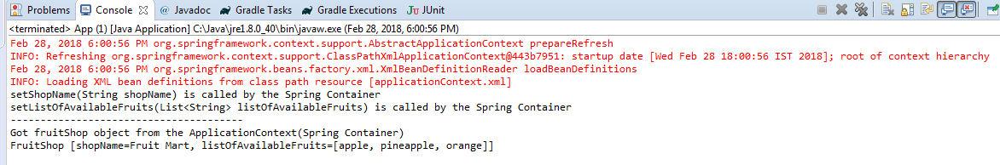 Problems Console Javadoc Gradle Tasks Gradle Executions JUnit
<terminated> App (1) [Java Application] C:\Java\jre1.8.0_40\bin\javaw.exe (Feb 28, 2018, 6:00:56 PM)
Feb 28, 2018 6:00:56 PM org.springframework.context.support.AbstractApplicationContext prepareRefresh
INFO: Refreshing org.springframework.context.support.ClassPathXmlApplicationContext@443b7951: startup date [Wed Feb 28 18:00:56 IST 2018]; root of context hierarchy
Feb 28, 2018 6:00:56 PM org.springframework.beans.factory.xml.XmlBeanDefinitionReader loadBeanDefinitions
INFO: Loading XML bean definitions from class path resource [applicationContext.xml]
setShopName(String shopName) is called by the Spring Container
setListOfAvailableFruits(List<String> listOfAvailableFruits) is called by the Spring Container
------------------------------------
Got fruitShop object from the ApplicationContext(Spring Container)
FruitShop [shopName=Fruit Mart, listOfAvailableFruits=[apple, pineapple, orange]]